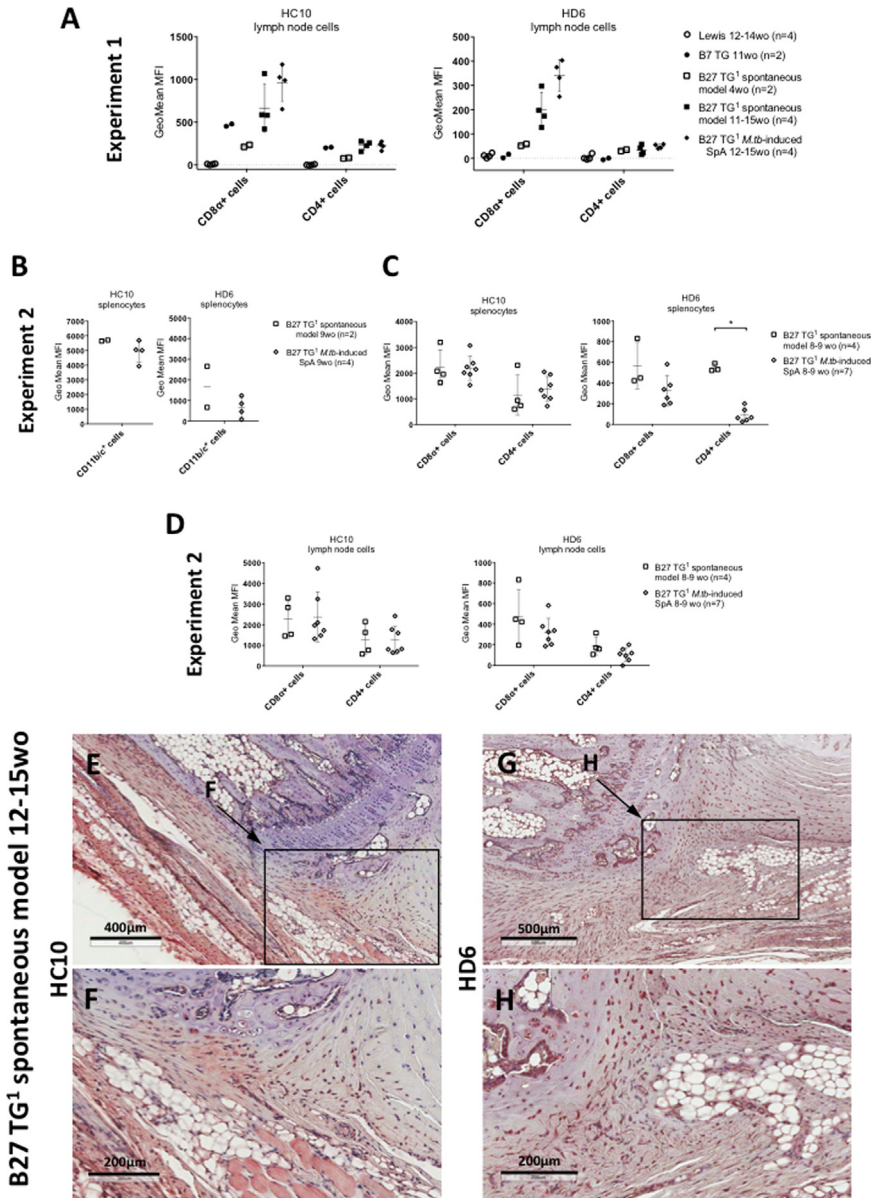 A
Experiment 1
HC10
lymph node cells
GeoMean MFI
1500
1000
500
0
CD8α+ cells
CD4+ cells
HD6
lymph node cells
GeoMean MFI
500
400
300
200
100
0
CD8α+ cells
CD4+ cells
Lewis 12-14wo (n=4)
B7 TG 11wo (n=2)
B27 TG¹ spontaneous
model 4wo (n=2)
B27 TG¹ spontaneous
model 11-15wo (n=4)
B27 TG¹ M.tb-induced
SpA 12-15wo (n=4)
B
Experiment 2
HC10
splenocytes
Geo Mean MFI
7000
6000
5000
4000
3000
2000
1000
0
CD11b/c⁺ cells
HD6
splenocytes
5000
4000
3000
2000
1000
0
CD11b/c⁺ cells
B27 TG¹ spontaneous
model 9wo (n=2)
B27 TG¹ M.tb-induced
SpA 9wo (n=4)
C
HC10
splenocytes
Geo Mean MFI
4000
3000
2000
1000
0
CD8α+ cells
CD4+ cells
HD6
splenocytes
Geo Mean MFI
1000
800
600
400
200
0
*
CD8α+ cells
CD4+ cells
B27 TG¹ spontaneous
model 8-9 wo (n=4)
B27 TG¹ M.tb-induced
SpA 8-9 wo (n=7)
D
Experiment 2
HC10
lymph node cells
Geo Mean MFI
5000
4000
3000
2000
1000
0
CD8α+ cells
CD4+ cells
HD6
lymph node cells
Geo Mean MFI
1000
800
600
400
200
0
CD8α+ cells
CD4+ cells
B27 TG¹ spontaneous
model 8-9 wo (n=4)
B27 TG¹ M.tb-induced
SpA 8-9 wo (n=7)
B27 TG¹ spontaneous model 12-15wo
HC10
E
F
400µm
F
200µm
HD6
G
H
500µm
H
200µm